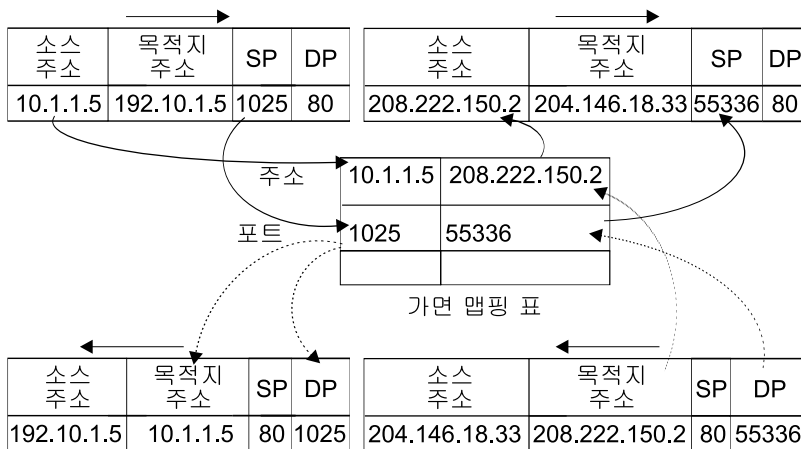 소스 주소 목적지 주소 SP DP
10.1.1.5 192.10.1.5 1025 80
소스 주소 목적지 주소 SP DP
208.222.150.2 204.146.18.33 55336 80
주소 10.1.1.5 208.222.150.2
포트 1025 55336
가면 맵핑 표
소스 주소 목적지 주소 SP DP
192.10.1.5 10.1.1.5 80 1025
소스 주소 목적지 주소 SP DP
204.146.18.33 208.222.150.2 80 55336